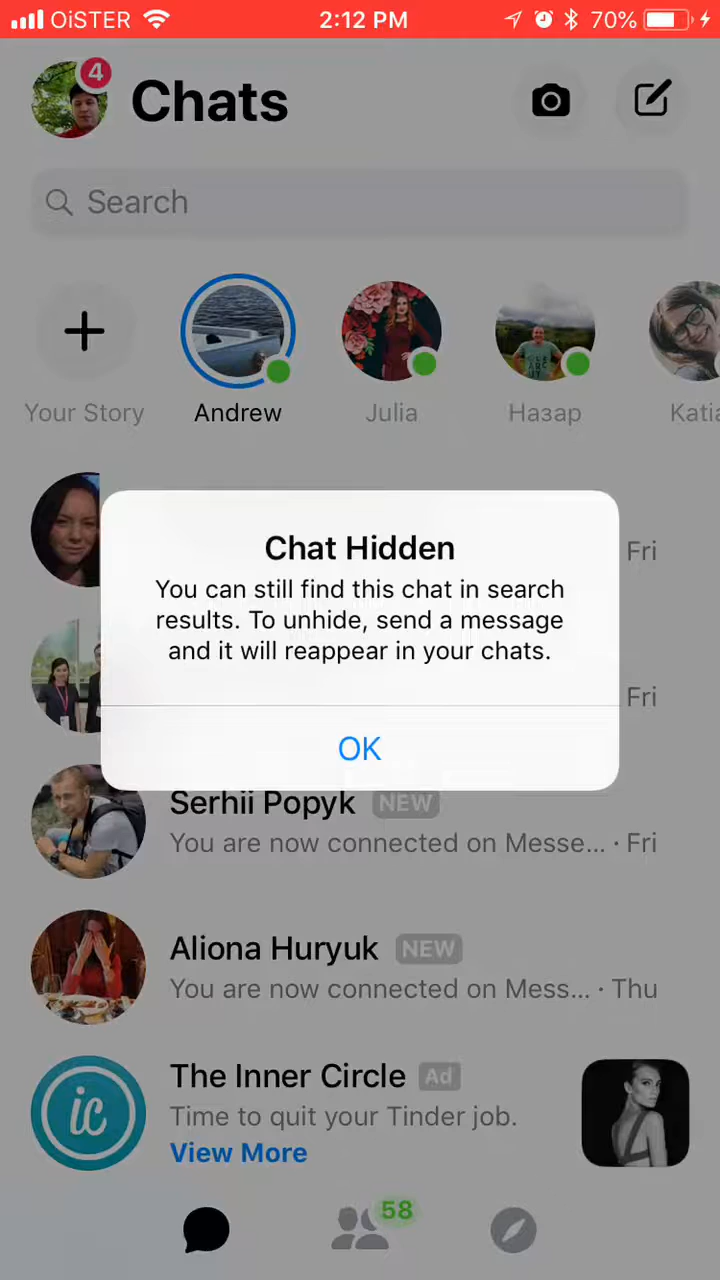 OiSTER
2:12 PM
70%
4
Chats
Search
Your Story
Andrew
Julia
Назар
Katia
Fri
Chat Hidden
You can still find this chat in search
results. To unhide, send a message
and it will reappear in your chats.
Fri
OK
Serhii Popyk NEW
You are now connected on Messe... · Fri
Aliona Huryuk NEW
You are now connected on Mess... · Thu
ic
The Inner Circle Ad
Time to quit your Tinder job.
View More
58